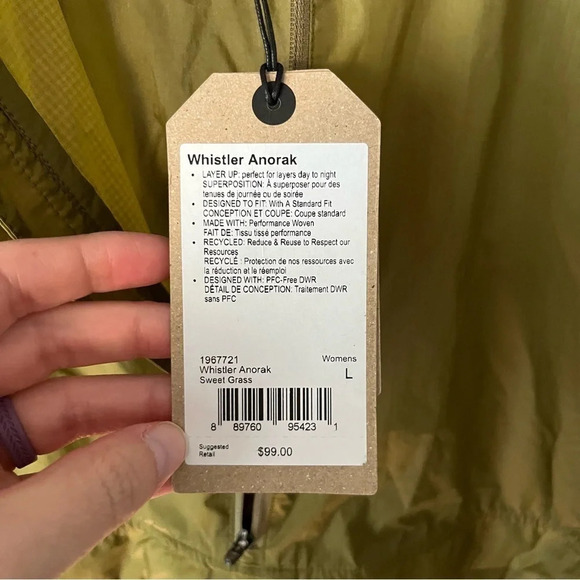 Whistler Anorak
• LAYER UP: perfect for layers day to night
SUPERPOSITION: À superposer pour des
tenues de journée ou de soirée
• DESIGNED TO FIT: With A Standard Fit
CONCEPTION ET COUPE: Coupe standard
• MADE WITH: Performance Woven
FAIT DE: Tissu tissé performance
• RECYCLED: Reduce & Reuse to Respect our
Resources
RECYCLÉ : Protection de nos ressources avec
la réduction et le réemploi
• DESIGNED WITH: PFC-Free DWR
DÉTAIL DE CONCEPTION: Traitement DWR
sans PFC
1967721 Womens
Whistler Anorak L
Sweet Grass
8 89760 95423 1
Suggested
Retail $99.00